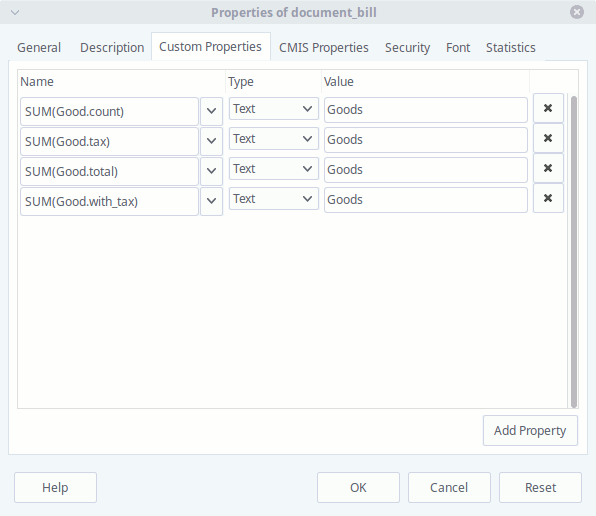 Properties of document_bill
General Description Custom Properties CMIS Properties Security Font Statistics
Name Type Value
SUM(Good.count) Text Goods
SUM(Good.tax) Text Goods
SUM(Good.total) Text Goods
SUM(Good.with_tax) Text Goods
Add Property
Help OK Cancel Reset